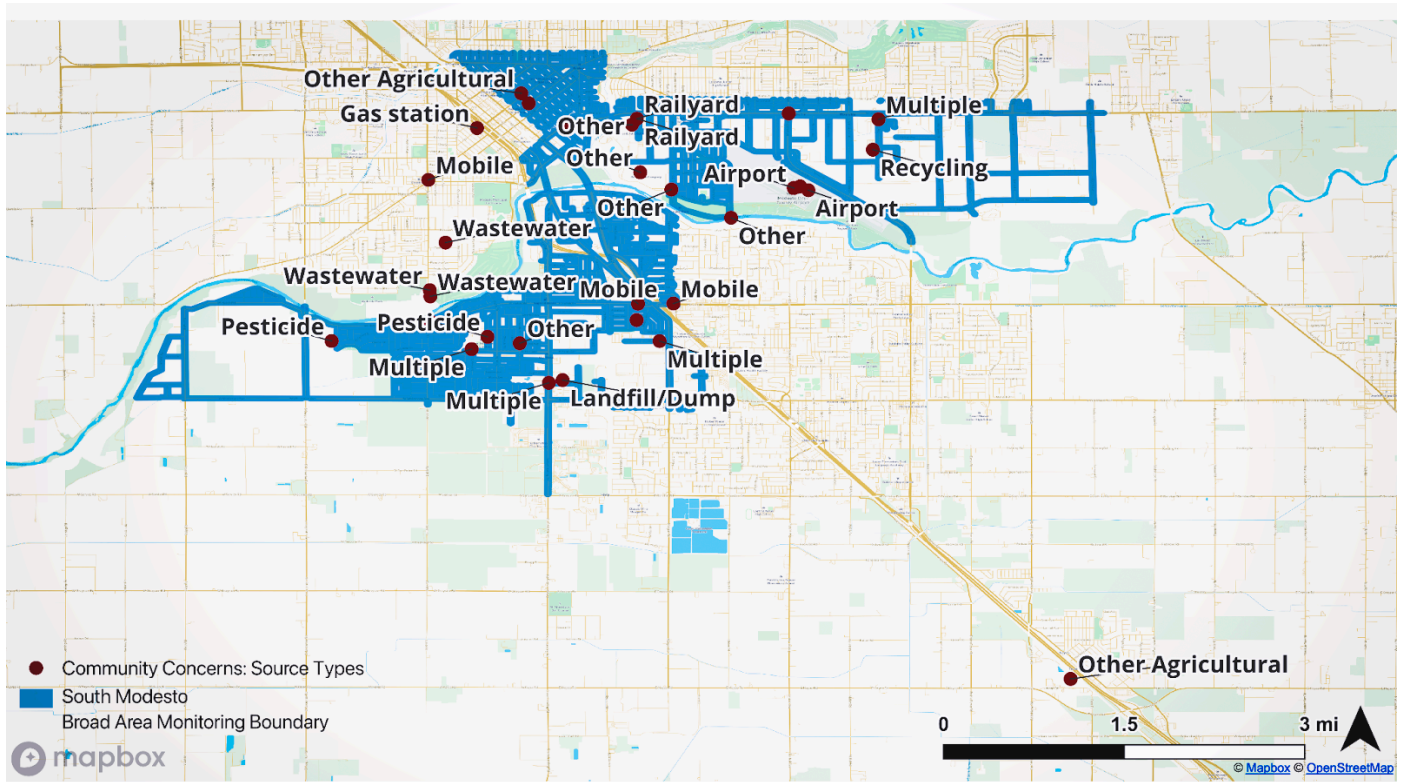 Other Agricultural
Railyard
Multiple
Gas station
Other
Railyard
Other
Mobile
Airport
Recycling
Other
Airport
Wastewater
Other
Wastewater
Wastewater
Mobile
Mobile
Pesticide
Pesticide
Other
Multiple
Multiple
Multiple
Landfill/Dump
Other Agricultural
Community Concerns: Source Types
South Modesto
Broad Area Monitoring Boundary
0 1.5 3 mi
mapbox
© Mapbox © OpenStreetMap